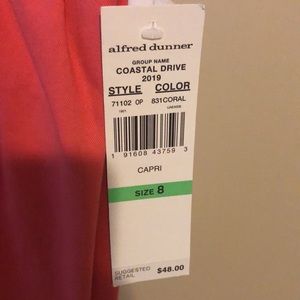 alfred dunner
GROUP NAME
COASTAL DRIVE
2019
STYLE COLOR
71102 0P 831CORAL
1 91608 43759 3
CAPRI
SIZE 8
SUGGESTED
RETAIL $48.00